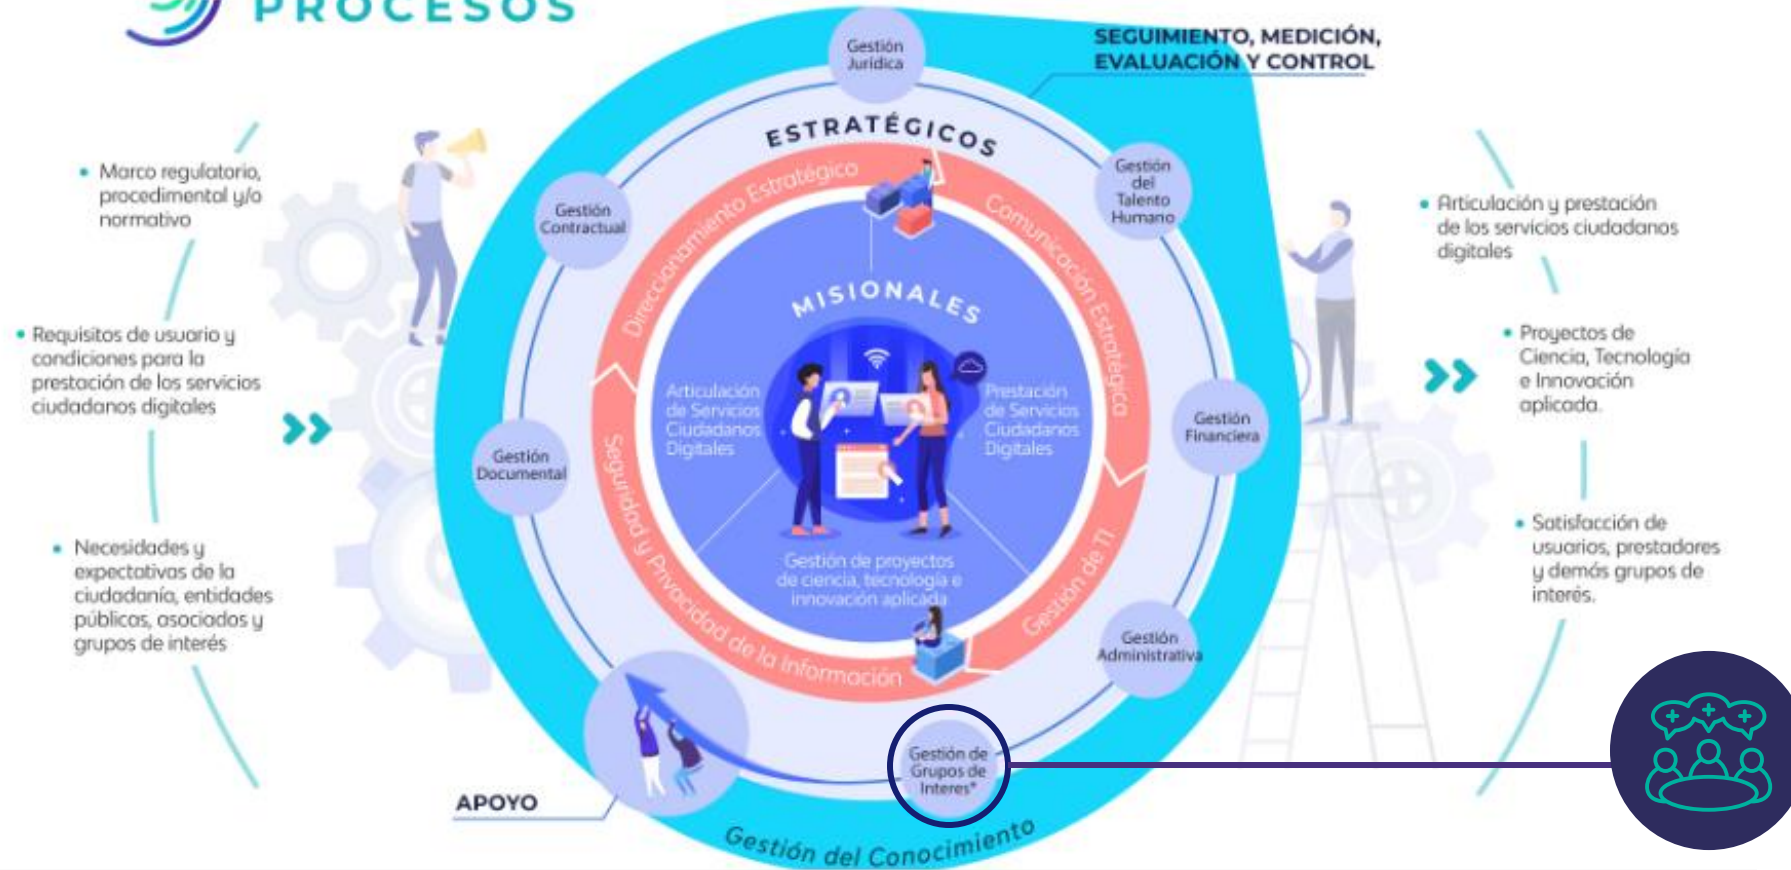 PROCESOS
SEGUIMIENTO, MEDICIÓN,
EVALUACIÓN Y CONTROL
Marco regulatorio,
procedimental y/o
normativo
Requisitos de usuario y
condiciones para la
prestación de los servicios
ciudadanos digitales
Necesidades y
expectativas de la
ciudadanía, entidades
públicas, asociados y
grupos de interés
Gestión
Jurídica
Gestión
Contractual
Gestión
Documental
Gestión
del
Talento
Humano
Gestión
Financiera
Gestión
Administrativa
Gestión de
Grupos de
Interes*
ESTRATÉGICOS
Direccionamiento Estratégico
Comunicación Estratégica
Gestión de TI
Seguridad y Privacidad de la Información
MISIONALES
Articulación
de Servicios
Ciudadanos
Digitales
Prestación
de Servicios
Ciudadanos
Digitales
Gestión de proyectos
de ciencia, tecnología e
innovación aplicada
APOYO
Gestión del Conocimiento
Articulación y prestación
de los servicios ciudadanos
digitales
Proyectos de
Ciencia, Tecnología
e Innovación
aplicada.
Satisfacción de
usuarios, prestadores
y demás grupos de
interés.